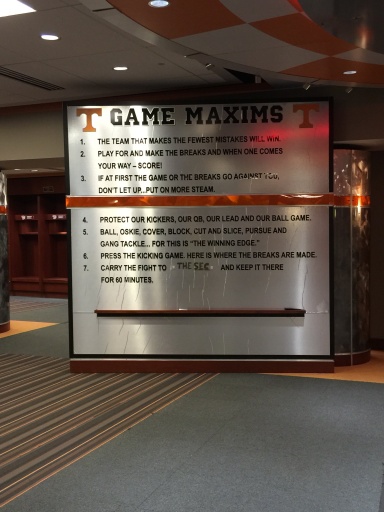 T GAME MAXIMS T
1. THE TEAM THAT MAKES THE FEWEST MISTAKES WILL WIN.
2. PLAY FOR AND MAKE THE BREAKS AND WHEN ONE COMES
YOUR WAY – SCORE!
3. IF AT FIRST THE GAME OR THE BREAKS GO AGAINST YOU,
DON'T LET UP..PUT ON MORE STEAM.
4. PROTECT OUR KICKERS, OUR QB, OUR LEAD AND OUR BALL GAME.
5. BALL, OSKIE, COVER, BLOCK, CUT AND SLICE, PURSUE AND
GANG TACKLE... FOR THIS IS "THE WINNING EDGE."
6. PRESS THE KICKING GAME. HERE IS WHERE THE BREAKS ARE MADE.
7. CARRY THE FIGHT TO THE SEC AND KEEP IT THERE
FOR 60 MINUTES.